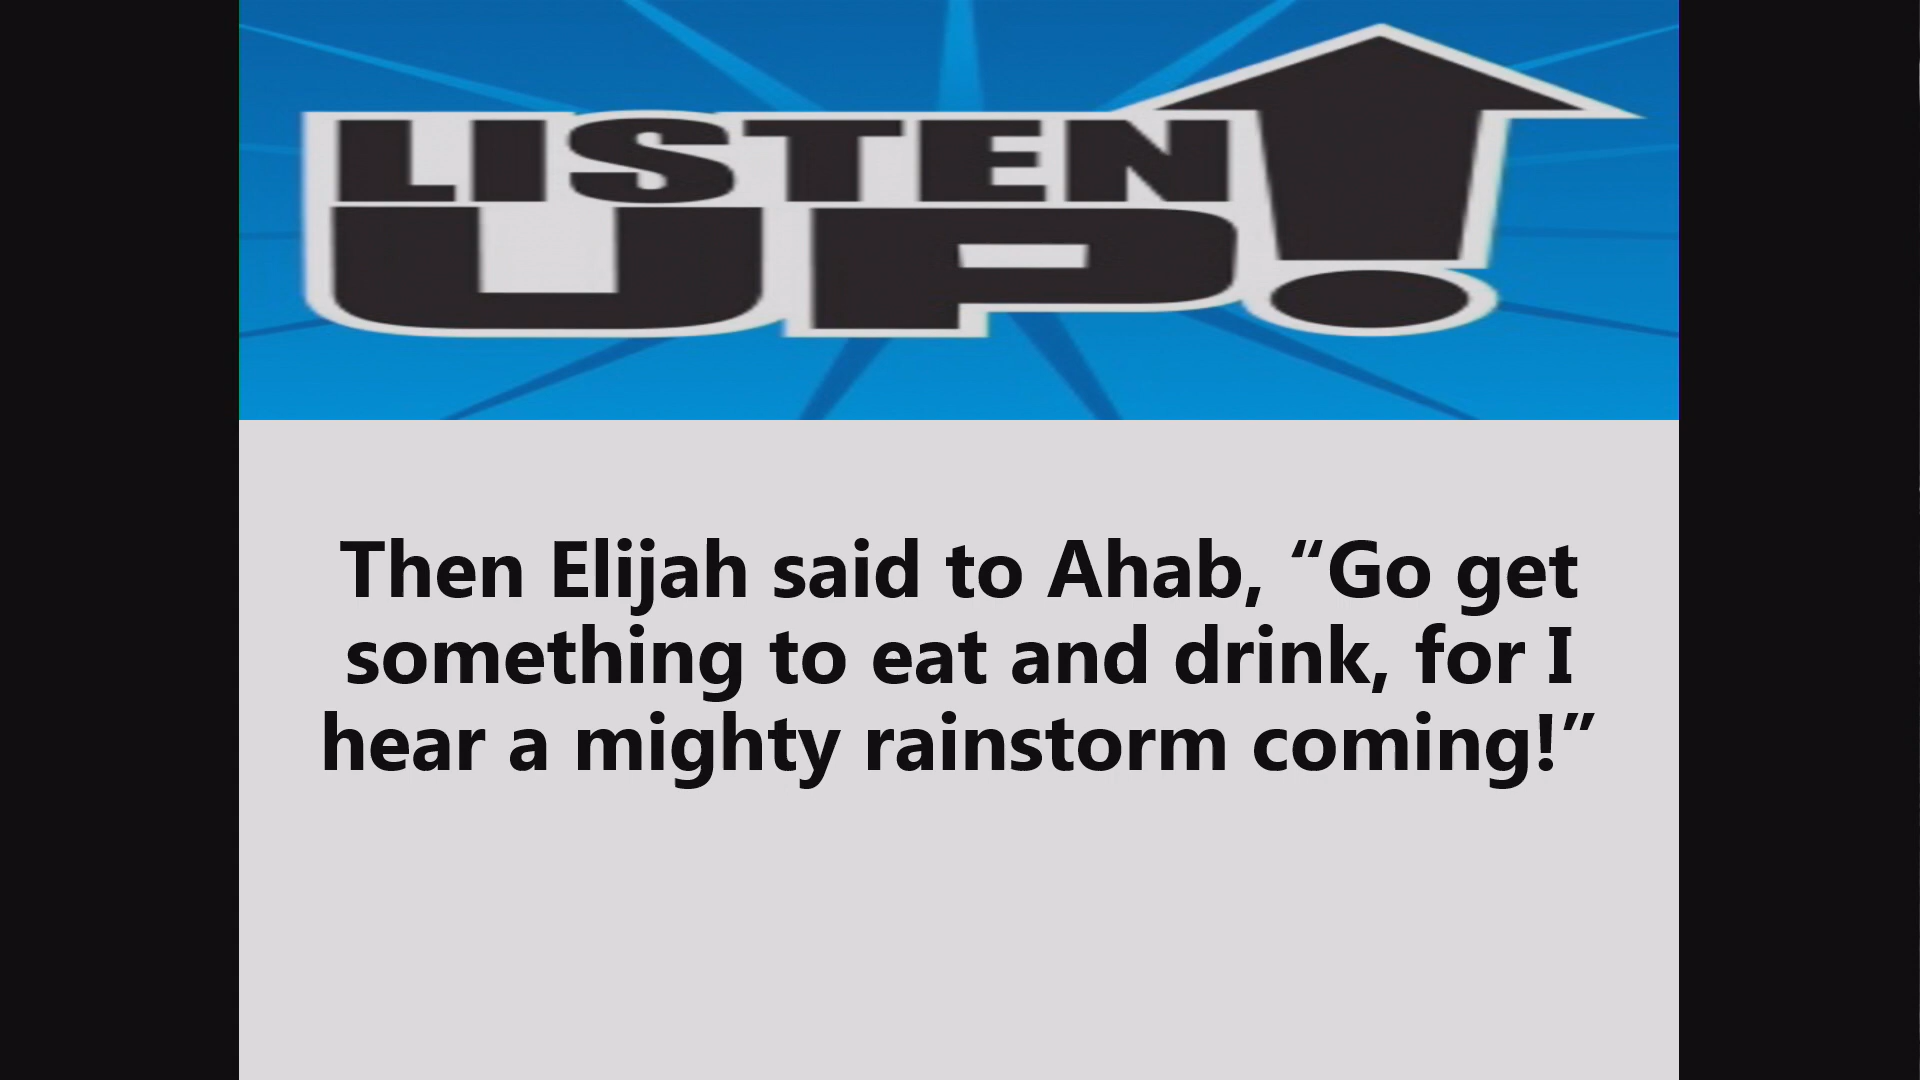 LISTEN
UP!
Then Elijah said to Ahab, “Go get
something to eat and drink, for I
hear a mighty rainstorm coming!”